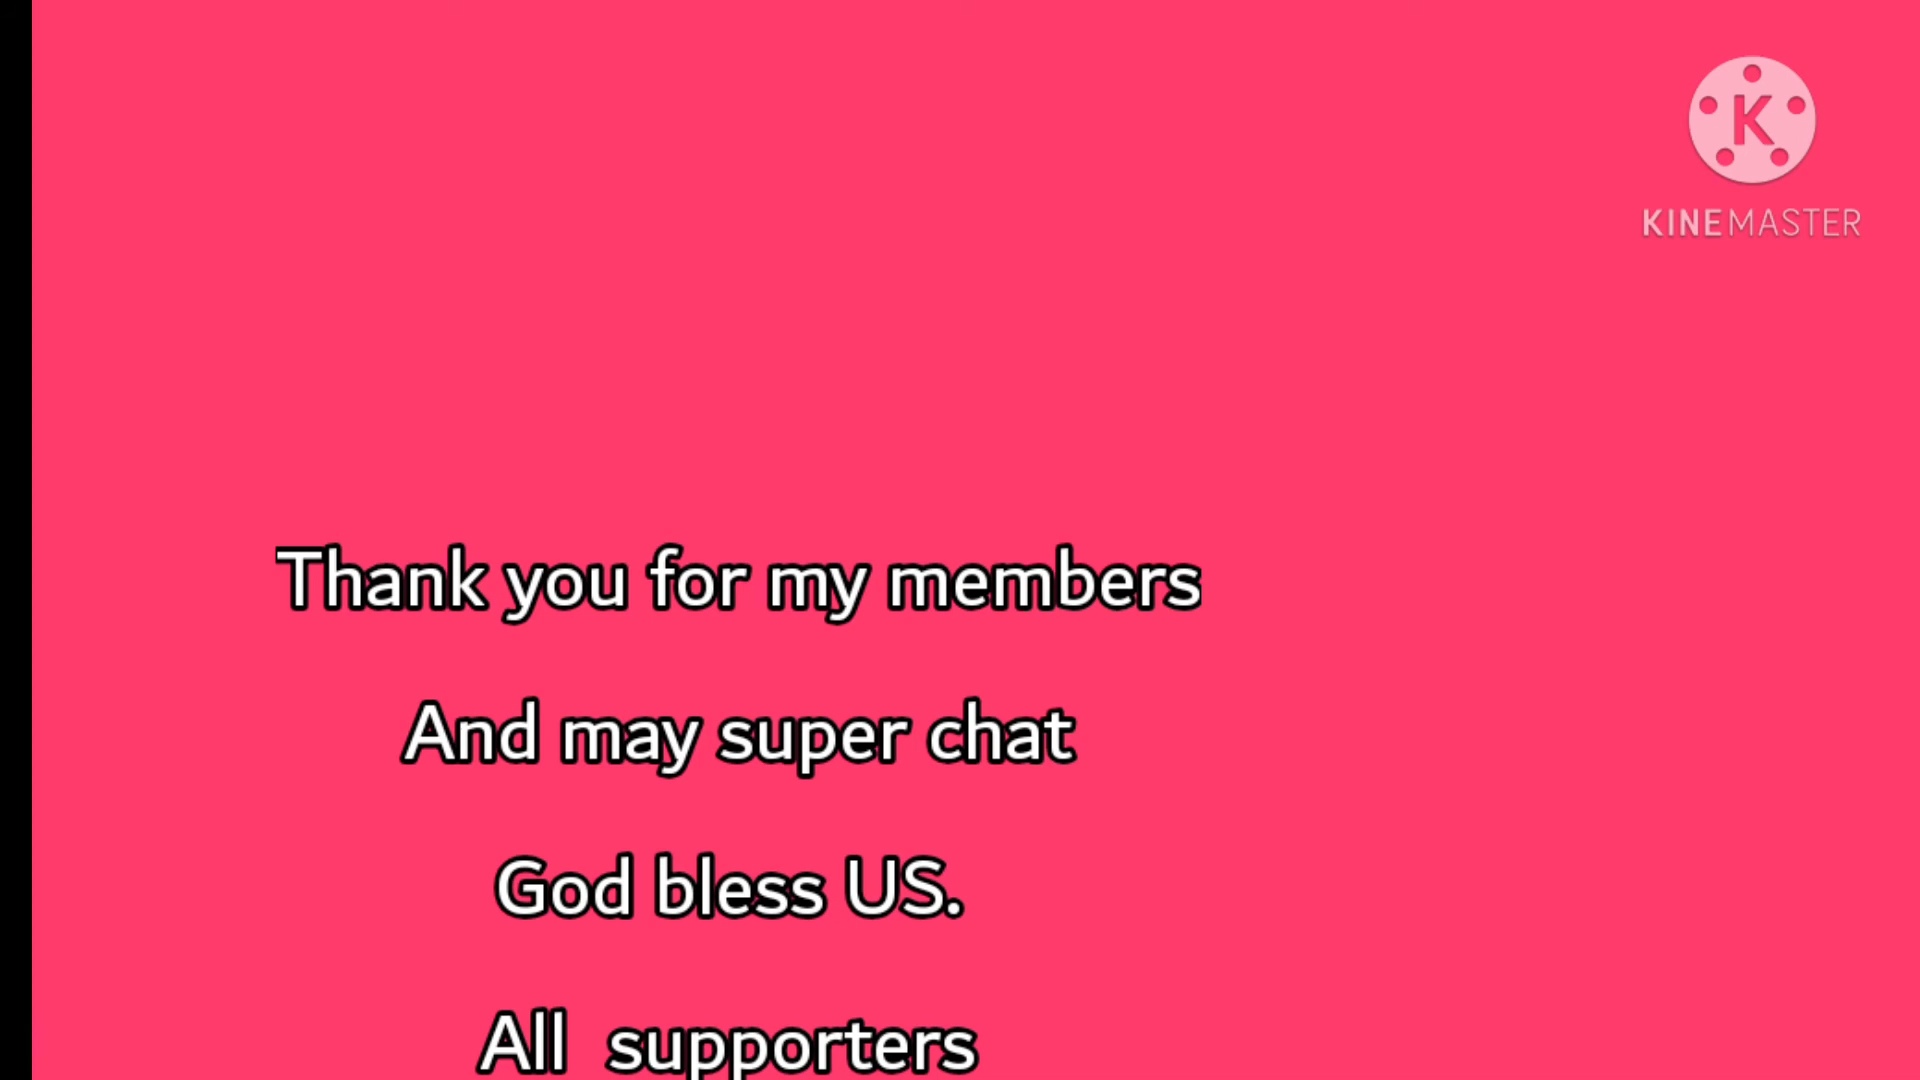 K
KINEMASTER
Thank you for my members
And may super chat
God bless US.
All supporters